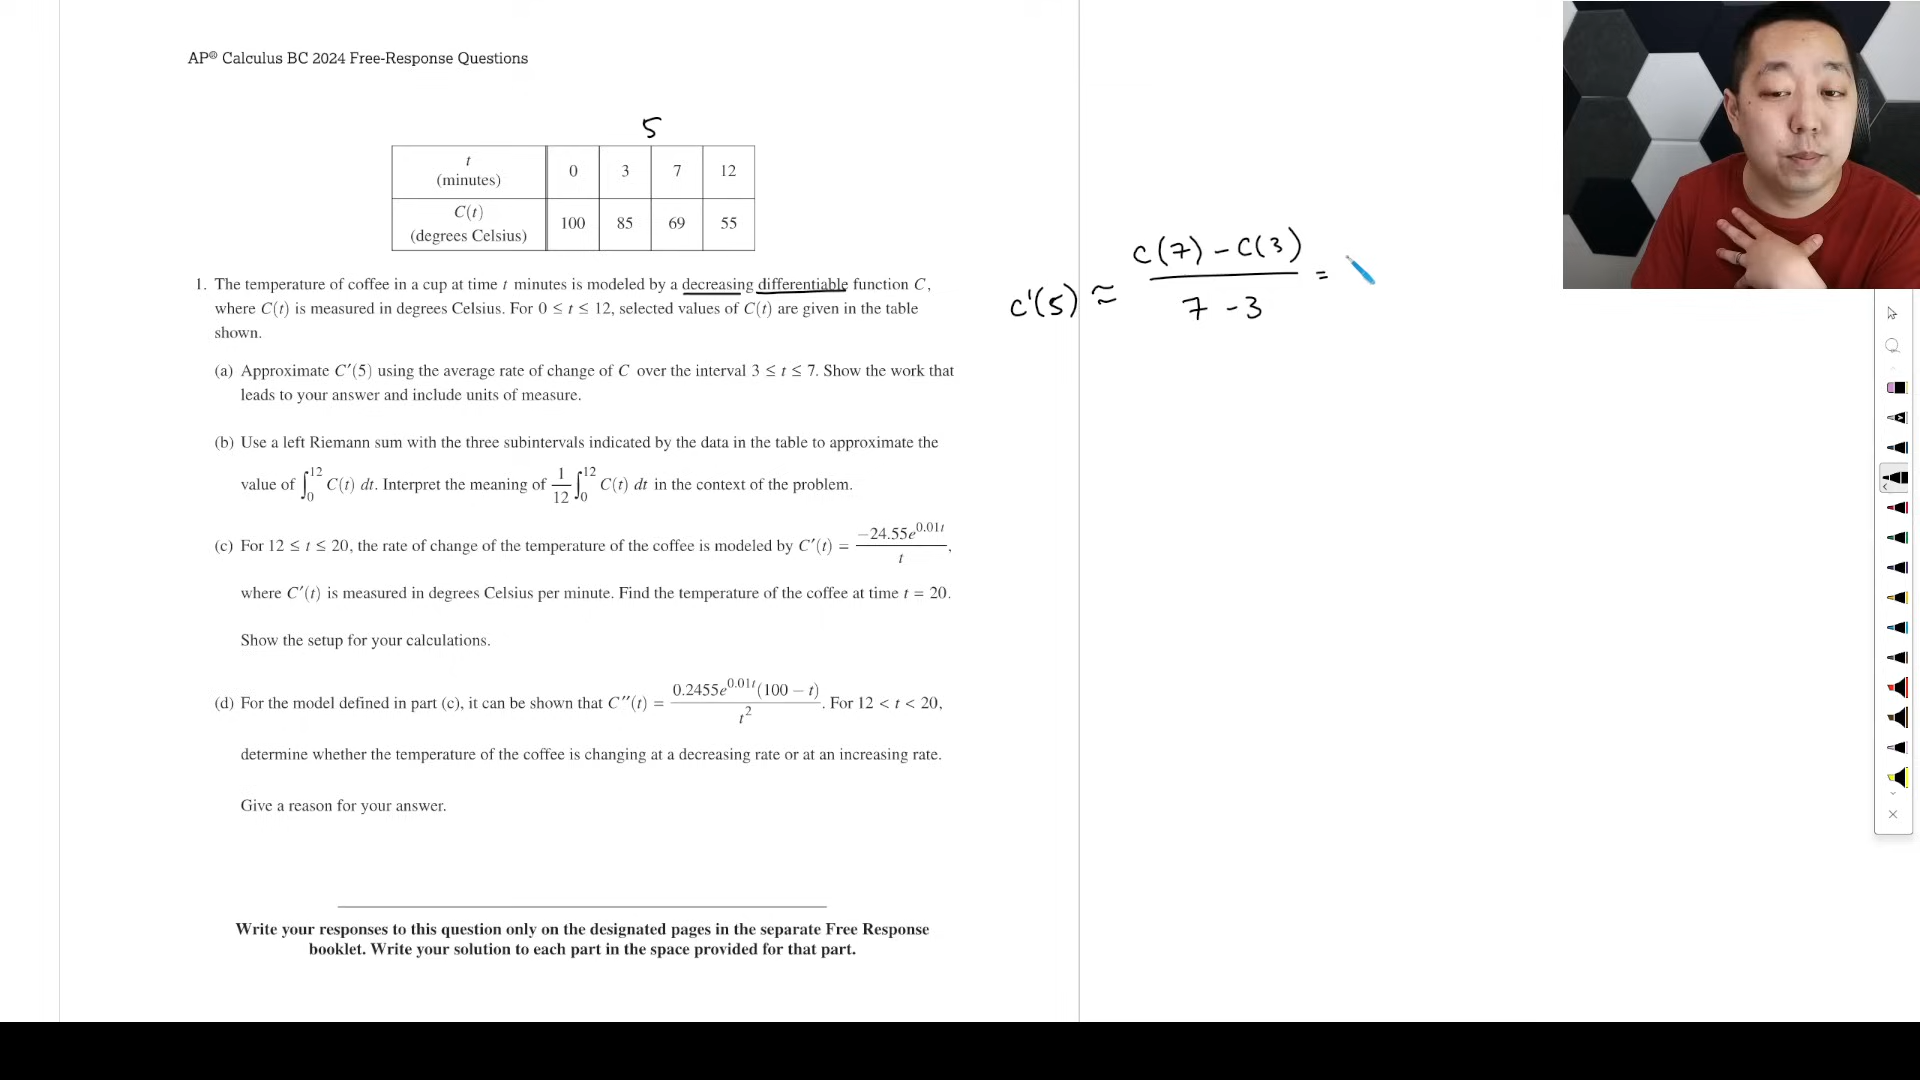 AP® Calculus BC 2024 Free-Response Questions
5
t (minutes) 0 3 7 12
C(t) (degrees Celsius) 100 85 69 55
1. The temperature of coffee in a cup at time t minutes is modeled by a decreasing differentiable function C,
where C(t) is measured in degrees Celsius. For 0 ≤ t ≤ 12, selected values of C(t) are given in the table
shown.
(a) Approximate C′(5) using the average rate of change of C over the interval 3 ≤ t ≤ 7. Show the work that
leads to your answer and include units of measure.
(b) Use a left Riemann sum with the three subintervals indicated by the data in the table to approximate the
value of ∫₀¹² C(t) dt. Interpret the meaning of 1/12 ∫₀¹² C(t) dt in the context of the problem.
(c) For 12 ≤ t ≤ 20, the rate of change of the temperature of the coffee is modeled by C′(t) = −24.55e^0.01t / t,
where C′(t) is measured in degrees Celsius per minute. Find the temperature of the coffee at time t = 20.
Show the setup for your calculations.
(d) For the model defined in part (c), it can be shown that C″(t) = 0.2455e^0.01t(100 − t) / t². For 12 < t < 20,
determine whether the temperature of the coffee is changing at a decreasing rate or at an increasing rate.
Give a reason for your answer.
Write your responses to this question only on the designated pages in the separate Free Response
booklet. Write your solution to each part in the space provided for that part.
C'(5) ≈ C(7) - C(3) / 7 - 3 =